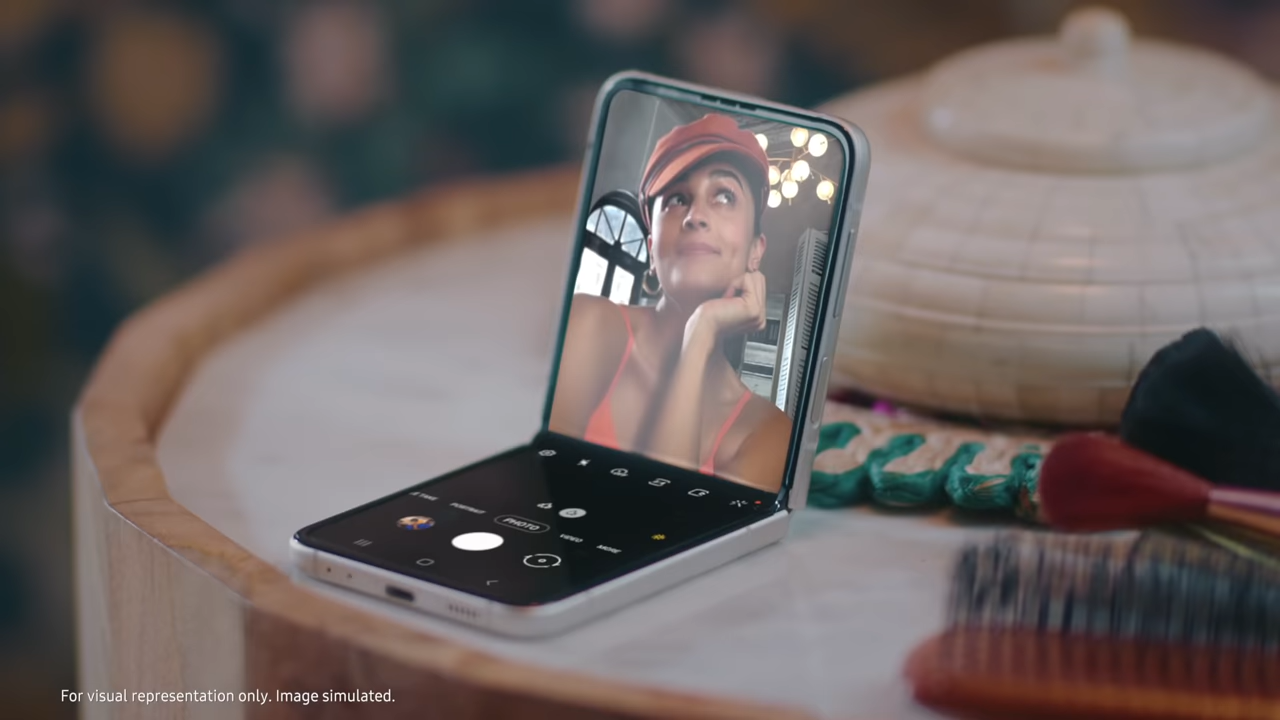 PORTRAIT
PHOTO
VIDEO
MORE
For visual representation only. Image simulated.